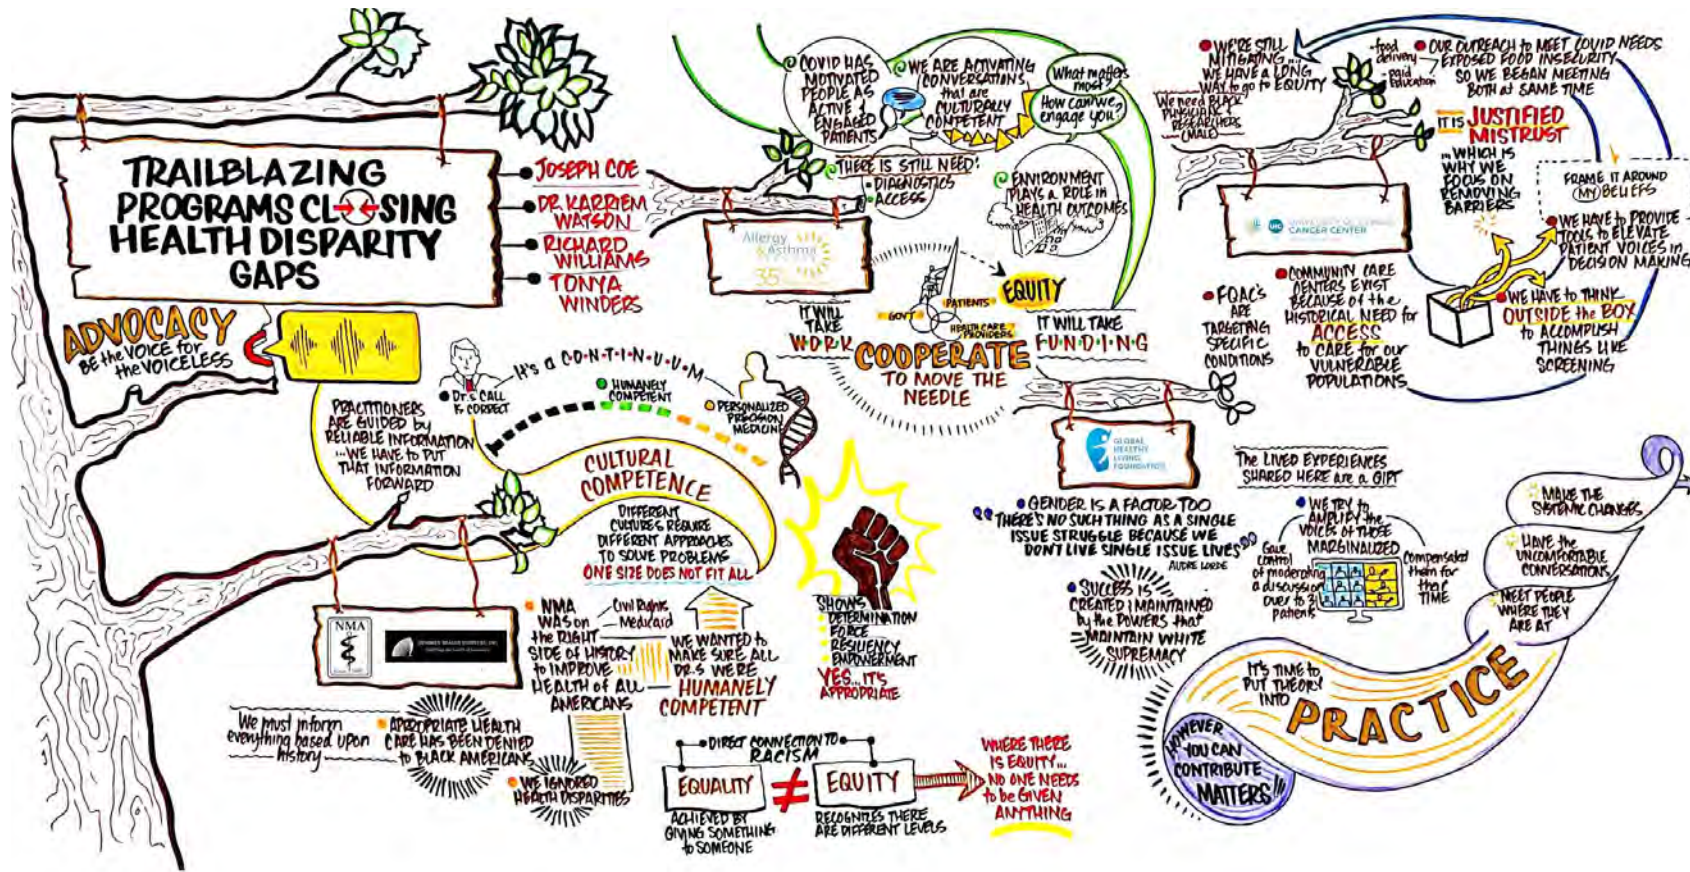 TRAILBLAZING
PROGRAMS CLOSING
HEALTH DISPARITY
GAPS
JOSEPH COE
DR. KARRIEM
WATSON
RICHARD
WILLIAMS
TONYA
WINDERS
ADVOCACY
BE the VOICE for
the VOICELESS
PRACTITIONERS
ARE GUIDED by
RELIABLE INFORMATION
...WE HAVE to PUT
THAT INFORMATION
FORWARD
It's a C·O·N·T·I·N·U·U·M
DR.'S CALL
IS CORRECT
HUMANELY
COMPETENT
PERSONALIZED
PRECISION
MEDICINE
CULTURAL
COMPETENCE
DIFFERENT
CULTURES REQUIRE
DIFFERENT APPROACHES
TO SOLVE PROBLEMS
ONE SIZE DOES NOT FIT ALL
NMA
NMA
WAS on
the RIGHT
SIDE of HISTORY
to IMPROVE
HEALTH of ALL
AMERICANS
Civil Rights
Medicaid
WE WANTED to
MAKE SURE ALL
DR.S WERE
HUMANELY
COMPETENT
We must inform
everything based upon
history
APPROPRIATE HEALTH
CARE HAS BEEN DENIED
to BLACK AMERICANS
WE IGNORED
HEALTH DISPARITIES
COVID HAS
MOTIVATED
PEOPLE AS
ACTIVE &
ENGAGED
PATIENTS
WE ARE ACTIVATING
CONVERSATIONS
that are
CULTURALLY
COMPETENT
What matters
most?
How can we
engage you?
THERE IS STILL NEED:
DIAGNOSTICS
ACCESS
ENVIRONMENT
PLAYS A ROLE in
HEALTH OUTCOMES
Allergy
& Asthma
35
PATIENTS
EQUITY
GOV'T
HEALTH CARE
PROVIDERS
IT WILL
TAKE
W·O·R·K
IT WILL TAKE
F·U·N·D·I·N·G
COOPERATE
TO MOVE THE
NEEDLE
SHOWS
DETERMINATION
FORCE
RESILIENCY
EMPOWERMENT
YES...IT'S
APPROPRIATE
DIRECT CONNECTION TO
RACISM
EQUALITY
≠
EQUITY
ACHIEVED BY
GIVING SOMETHING
to SOMEONE
RECOGNIZES THERE
ARE DIFFERENT LEVELS
WHERE THERE
IS EQUITY...
NO ONE NEEDS
to be GIVEN
ANYTHING
WE'RE STILL
MITIGATING...
WE HAVE A LONG
WAY to go to EQUITY
We need BLACK
PHYSICIANS
RESEARCHERS
(MALE)
-food
delivery
-paid
education
OUR OUTREACH to MEET COVID NEEDS
EXPOSED FOOD INSECURITY
SO WE BEGAN MEETING
BOTH at SAME TIME
IT IS JUSTIFIED
MISTRUST
...WHICH IS
WHY WE
FOCUS ON
REMOVING
BARRIERS
FRAME IT AROUND
MY BELIEFS
WE HAVE to PROVIDE
TOOLS to ELEVATE
PATIENT VOICES in
DECISION MAKING
UIC
CANCER CENTER
FQAC's
ARE
TARGETING
SPECIFIC
CONDITIONS
COMMUNITY CARE
CENTERS EXIST
BECAUSE of the
HISTORICAL NEED for
ACCESS
to CARE for our
VULNERABLE
POPULATIONS
WE HAVE to THINK
OUTSIDE the BOX
to ACCOMPLISH
THINGS LIKE
SCREENING
GLOBAL
HEALTHY
LIVING
FOUNDATION
GENDER IS A FACTOR TOO
"THERE'S NO SUCH THING AS A SINGLE
ISSUE STRUGGLE BECAUSE WE
DON'T LIVE SINGLE ISSUE LIVES"
AUDRE LORDE
SUCCESS IS
CREATED & MAINTAINED
by the POWERS that
MAINTAIN WHITE
SUPREMACY
The LIVED EXPERIENCES
SHARED HERE are a GIFT
WE TRY to
AMPLIFY the
VOICES of THOSE
MARGINALIZED
Gave
control
of moderating
a discussion
over to 31
patients
Compensated
them for
their
TIME
MAKE THE
SYSTEMIC CHANGES
HAVE the
UNCOMFORTABLE
CONVERSATIONS
MEET PEOPLE
WHERE THEY
ARE AT
IT'S TIME to
PUT THEORY
INTO
PRACTICE
HOWEVER
YOU CAN
CONTRIBUTE
MATTERS!!